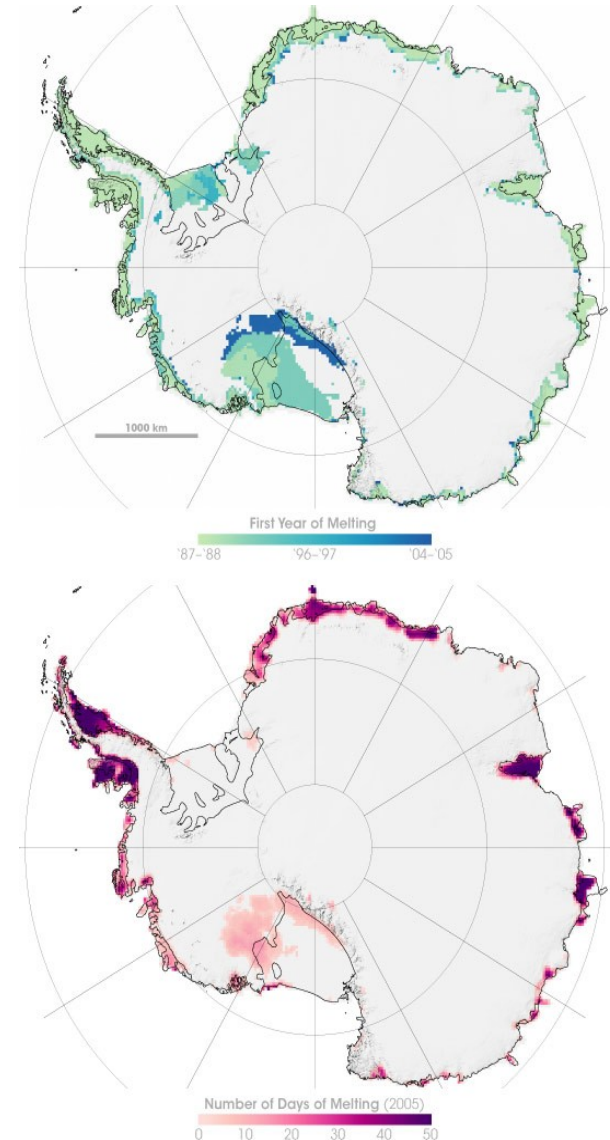 1000 km
First Year of Melting
'87-'88 '96-'97 '04-'05
Number of Days of Melting (2005)
0 10 20 30 40 50